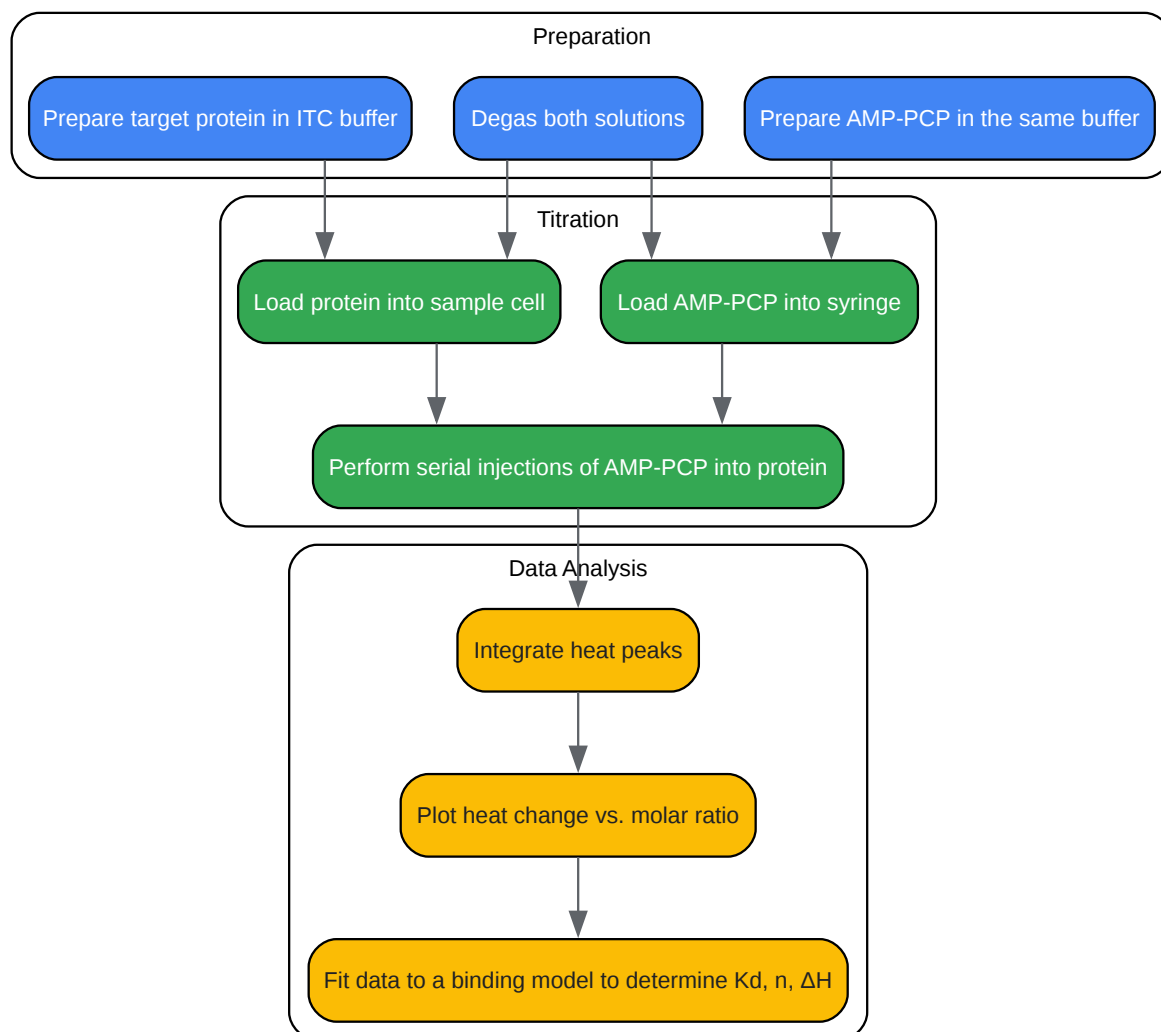 Preparation
Prepare target protein in ITC buffer
Degas both solutions
Prepare AMP-PCP in the same buffer
Titration
Load protein into sample cell
Load AMP-PCP into syringe
Perform serial injections of AMP-PCP into protein
Data Analysis
Integrate heat peaks
Plot heat change vs. molar ratio
Fit data to a binding model to determine Kd, n, ΔH